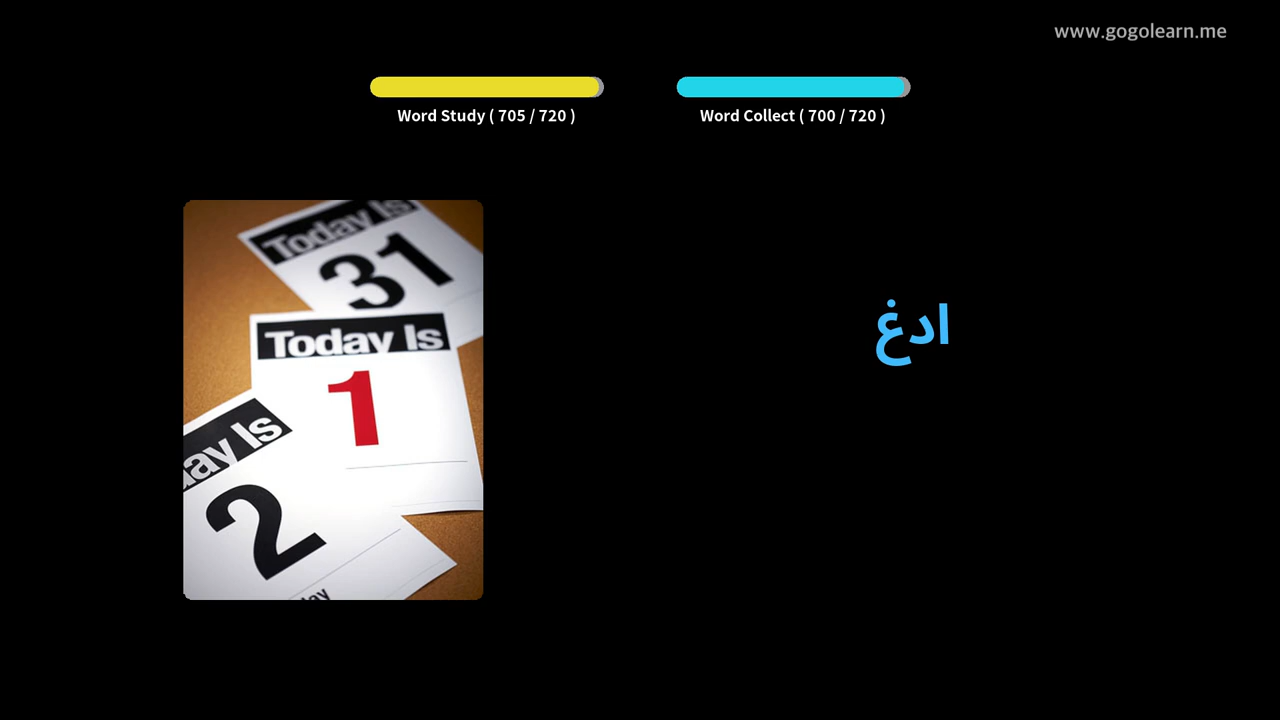 www.gogolearn.me
Word Study ( 705 / 720 )
Word Collect ( 700 / 720 )
Today Is
31
Today Is
1
ay Is
2
ادغ